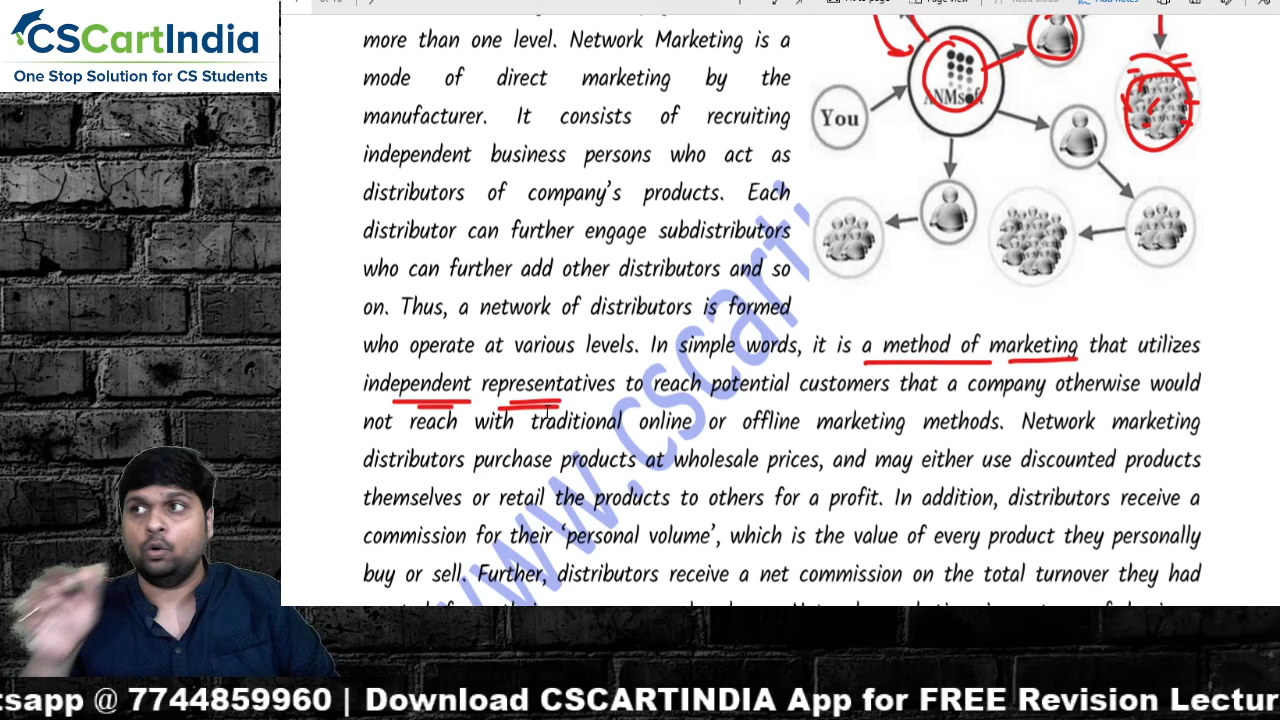 CSCartIndia
One Stop Solution for CS Students
more than one level. Network Marketing is a
mode of direct marketing by the
manufacturer. It consists of recruiting
independent business persons who act as
distributors of company's products. Each
distributor can further engage subdistributors
who can further add other distributors and so
on. Thus, a network of distributors is formed
who operate at various levels. In simple words, it is a method of marketing that utilizes
independent representatives to reach potential customers that a company otherwise would
not reach with traditional online or offline marketing methods. Network marketing
distributors purchase products at wholesale prices, and may either use discounted products
themselves or retail the products to others for a profit. In addition, distributors receive a
commission for their 'personal volume', which is the value of every product they personally
buy or sell. Further, distributors receive a net commission on the total turnover they had
You
ANMsoft
www.cscart
tsapp @ 7744859960 | Download CSCARTINDIA App for FREE Revision Lectur